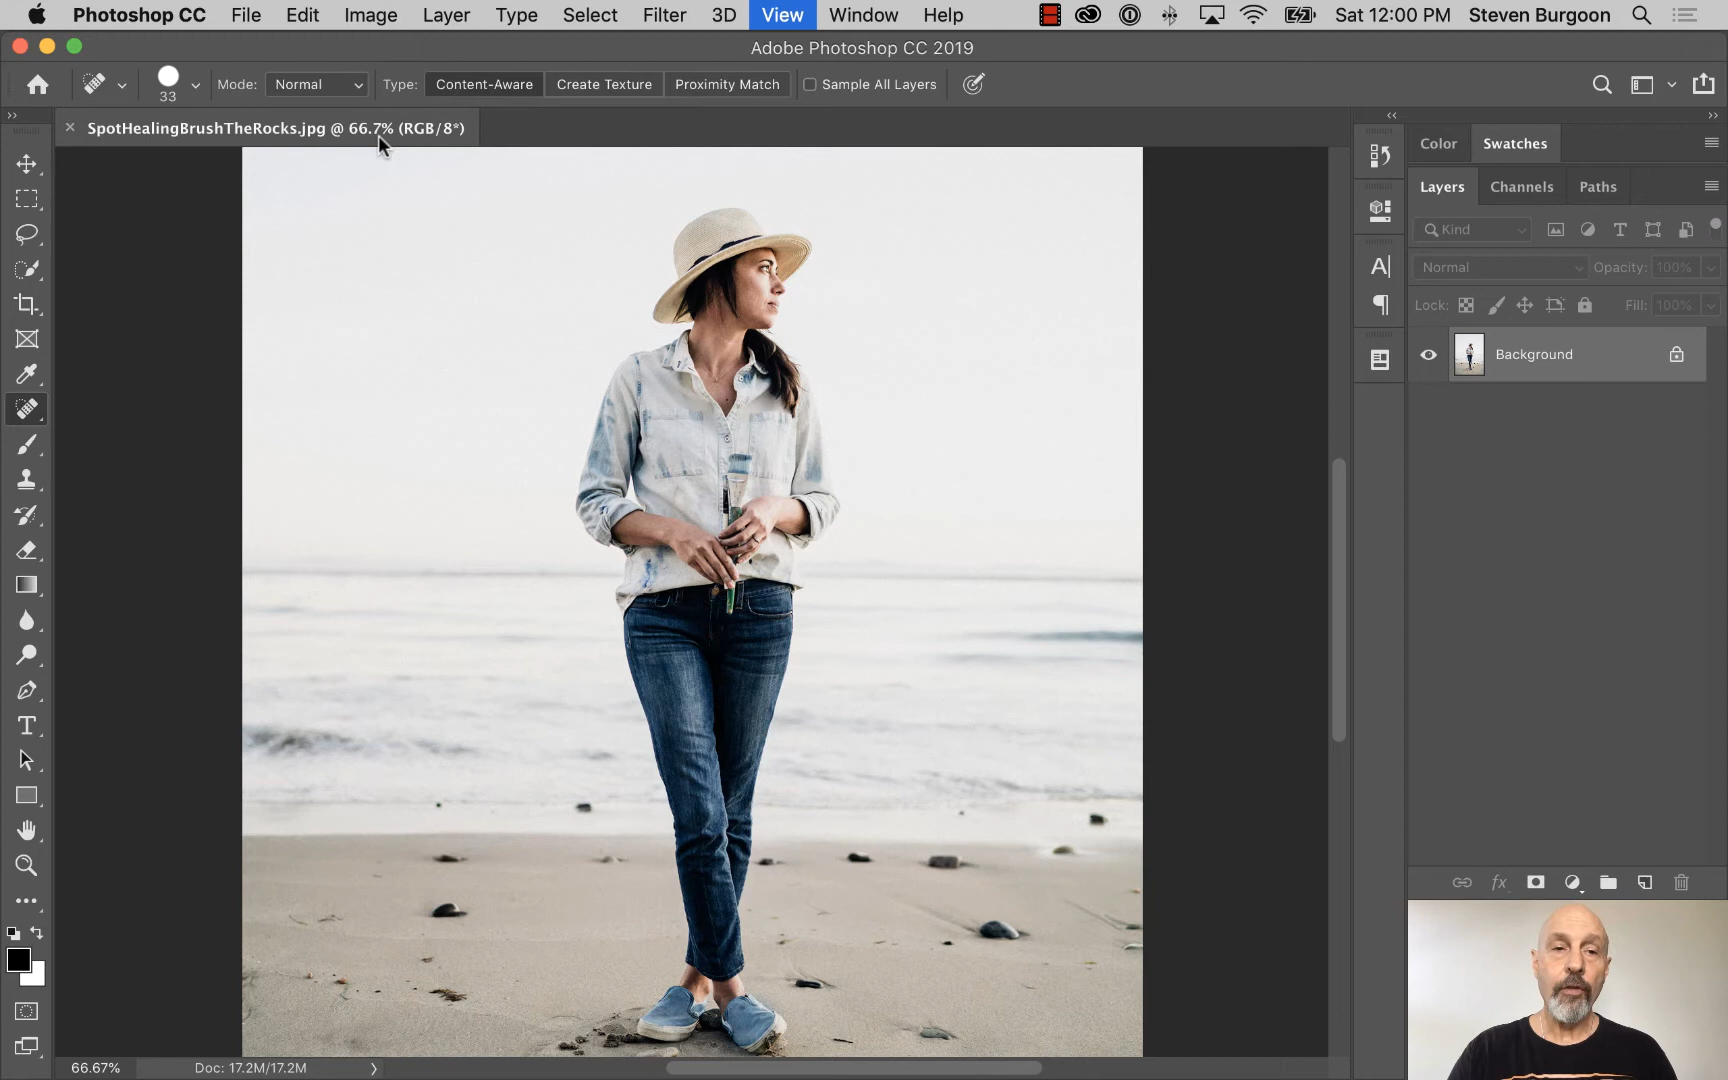 Photoshop CC File Edit Image Layer Type Select Filter 3D View Window Help Sat 12:00 PM Steven Burgoon
Adobe Photoshop CC 2019
33 Mode: Normal Type: Content-Aware Create Texture Proximity Match Sample All Layers
SpotHealingBrushTheRocks.jpg @ 66.7% (RGB/8*)
Color Swatches
Layers Channels Paths
Kind
Normal Opacity: 100%
Lock: Fill: 100%
Background
fx
66.67% Doc: 17.2M/17.2M